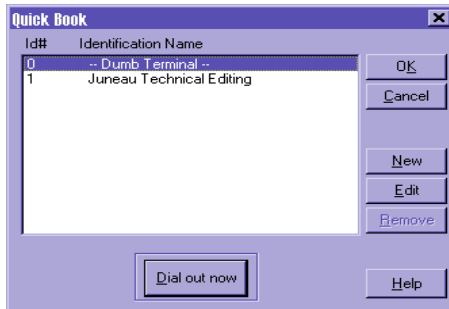 Quick Book
Id# Identification Name
0 -- Dumb Terminal --
1 Juneau Technical Editing
OK
Cancel
New
Edit
Remove
Dial out now
Help